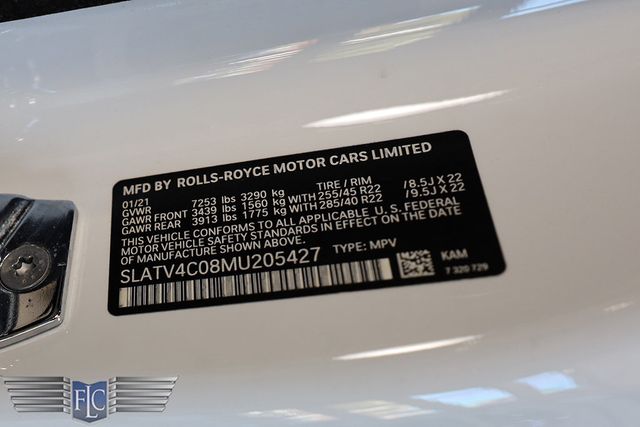 MFD BY ROLLS-ROYCE MOTOR CARS LIMITED
01/21 TIRE / RIM
GVWR 7253 lbs 3290 kg
GAWR FRONT 3439 lbs 1560 kg WITH 255/45 R22 / 8.5J X 22
GAWR REAR 3913 lbs 1775 kg WITH 285/40 R22 / 9.5J X 22
THIS VEHICLE CONFORMS TO ALL APPLICABLE U.S. FEDERAL
MOTOR VEHICLE SAFETY STANDARDS IN EFFECT ON THE DATE
OF MANUFACTURE SHOWN ABOVE.
SLATV4C08MU205427 TYPE: MPV
KAM
7 320 729
FLC